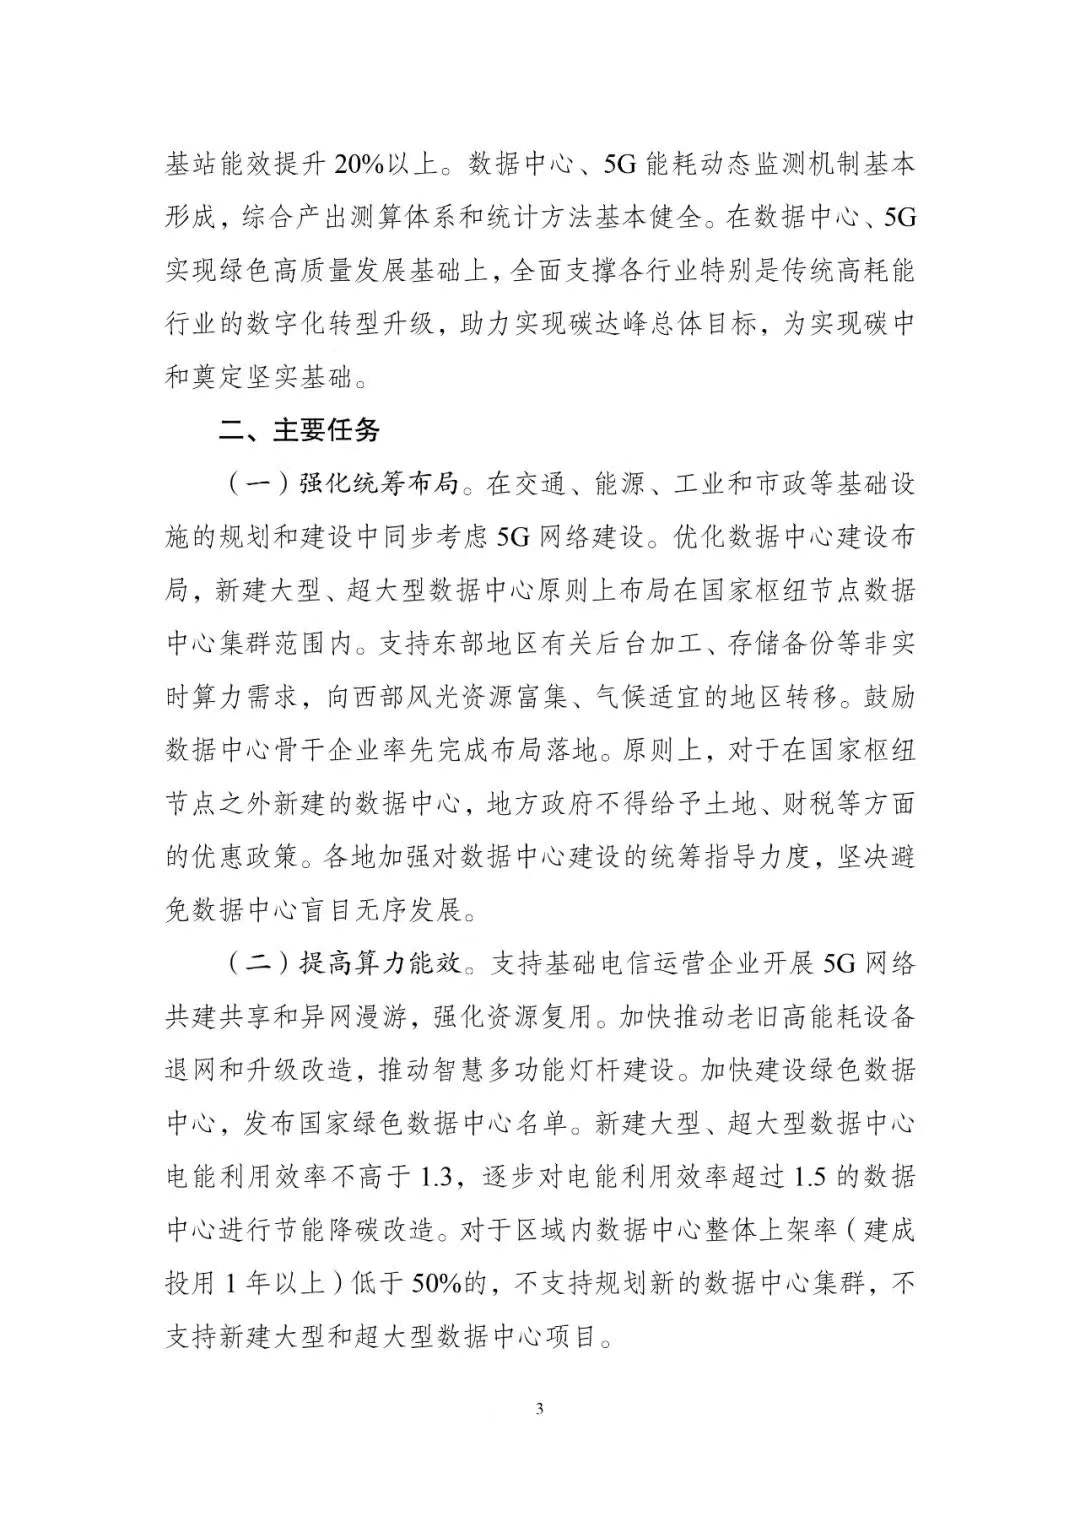 基站能效提升 20%以上。数据中心、5G 能耗动态监测机制基本
形成，综合产出测算体系和统计方法基本健全。在数据中心、5G
实现绿色高质量发展基础上，全面支撑各行业特别是传统高耗能
行业的数字化转型升级，助力实现碳达峰总体目标，为实现碳中
和奠定坚实基础。
二、主要任务
（一）强化统筹布局。在交通、能源、工业和市政等基础设
施的规划和建设中同步考虑 5G 网络建设。优化数据中心建设布
局，新建大型、超大型数据中心原则上布局在国家枢纽节点数据
中心集群范围内。支持东部地区有关后台加工、存储备份等非实
时算力需求，向西部风光资源富集、气候适宜的地区转移。鼓励
数据中心骨干企业率先完成布局落地。原则上，对于在国家枢纽
节点之外新建的数据中心，地方政府不得给予土地、财税等方面
的优惠政策。各地加强对数据中心建设的统筹指导力度，坚决避
免数据中心盲目无序发展。
（二）提高算力能效。支持基础电信运营企业开展 5G 网络
共建共享和异网漫游，强化资源复用。加快推动老旧高能耗设备
退网和升级改造，推动智慧多功能灯杆建设。加快建设绿色数据
中心，发布国家绿色数据中心名单。新建大型、超大型数据中心
电能利用效率不高于 1.3，逐步对电能利用效率超过 1.5 的数据
中心进行节能降碳改造。对于区域内数据中心整体上架率（建成
投用 1 年以上）低于 50%的，不支持规划新的数据中心集群，不
支持新建大型和超大型数据中心项目。
3